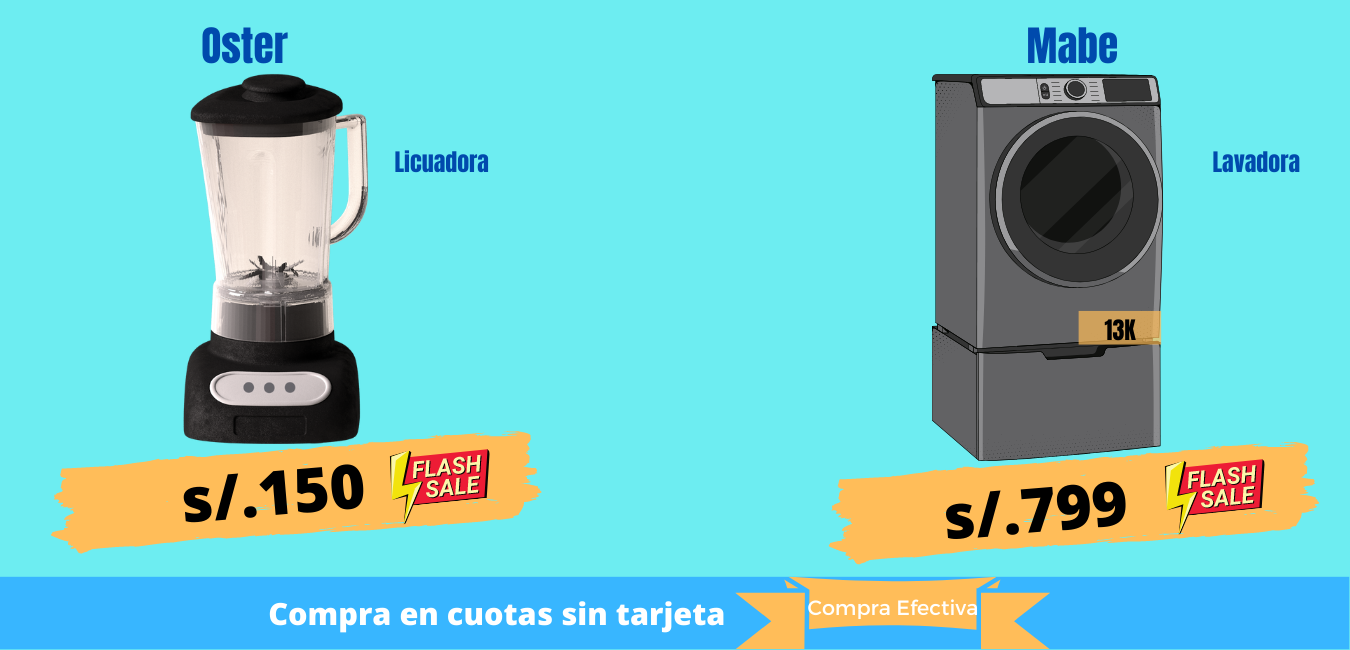 Oster
Licuadora
s/.150
FLASH
SALE
Mabe
Lavadora
13K
s/.799
FLASH
SALE
Compra en cuotas sin tarjeta
Compra Efectiva